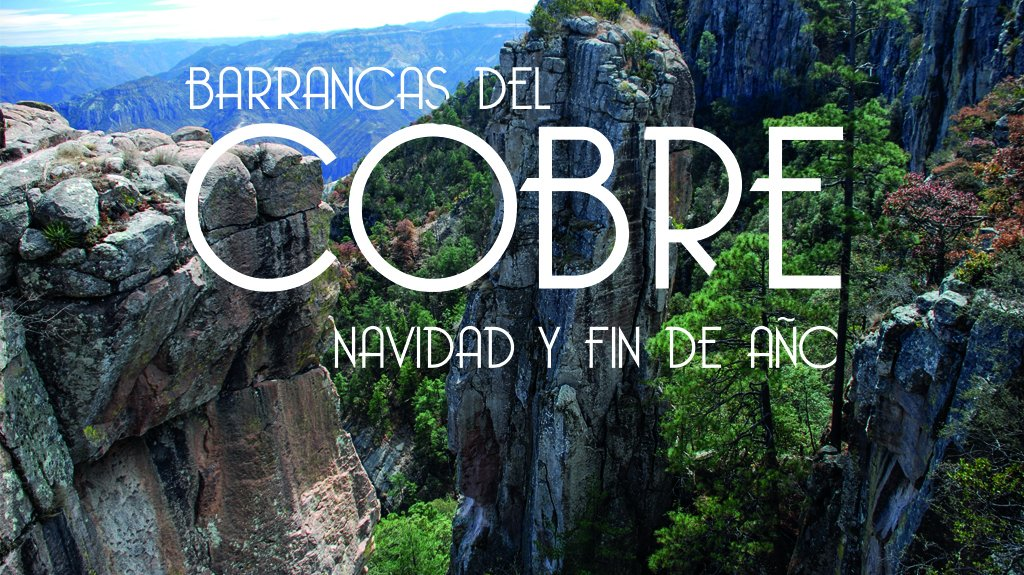 BARRANCAS DEL
COBRE
NAVIDAD Y FIN DE AÑO